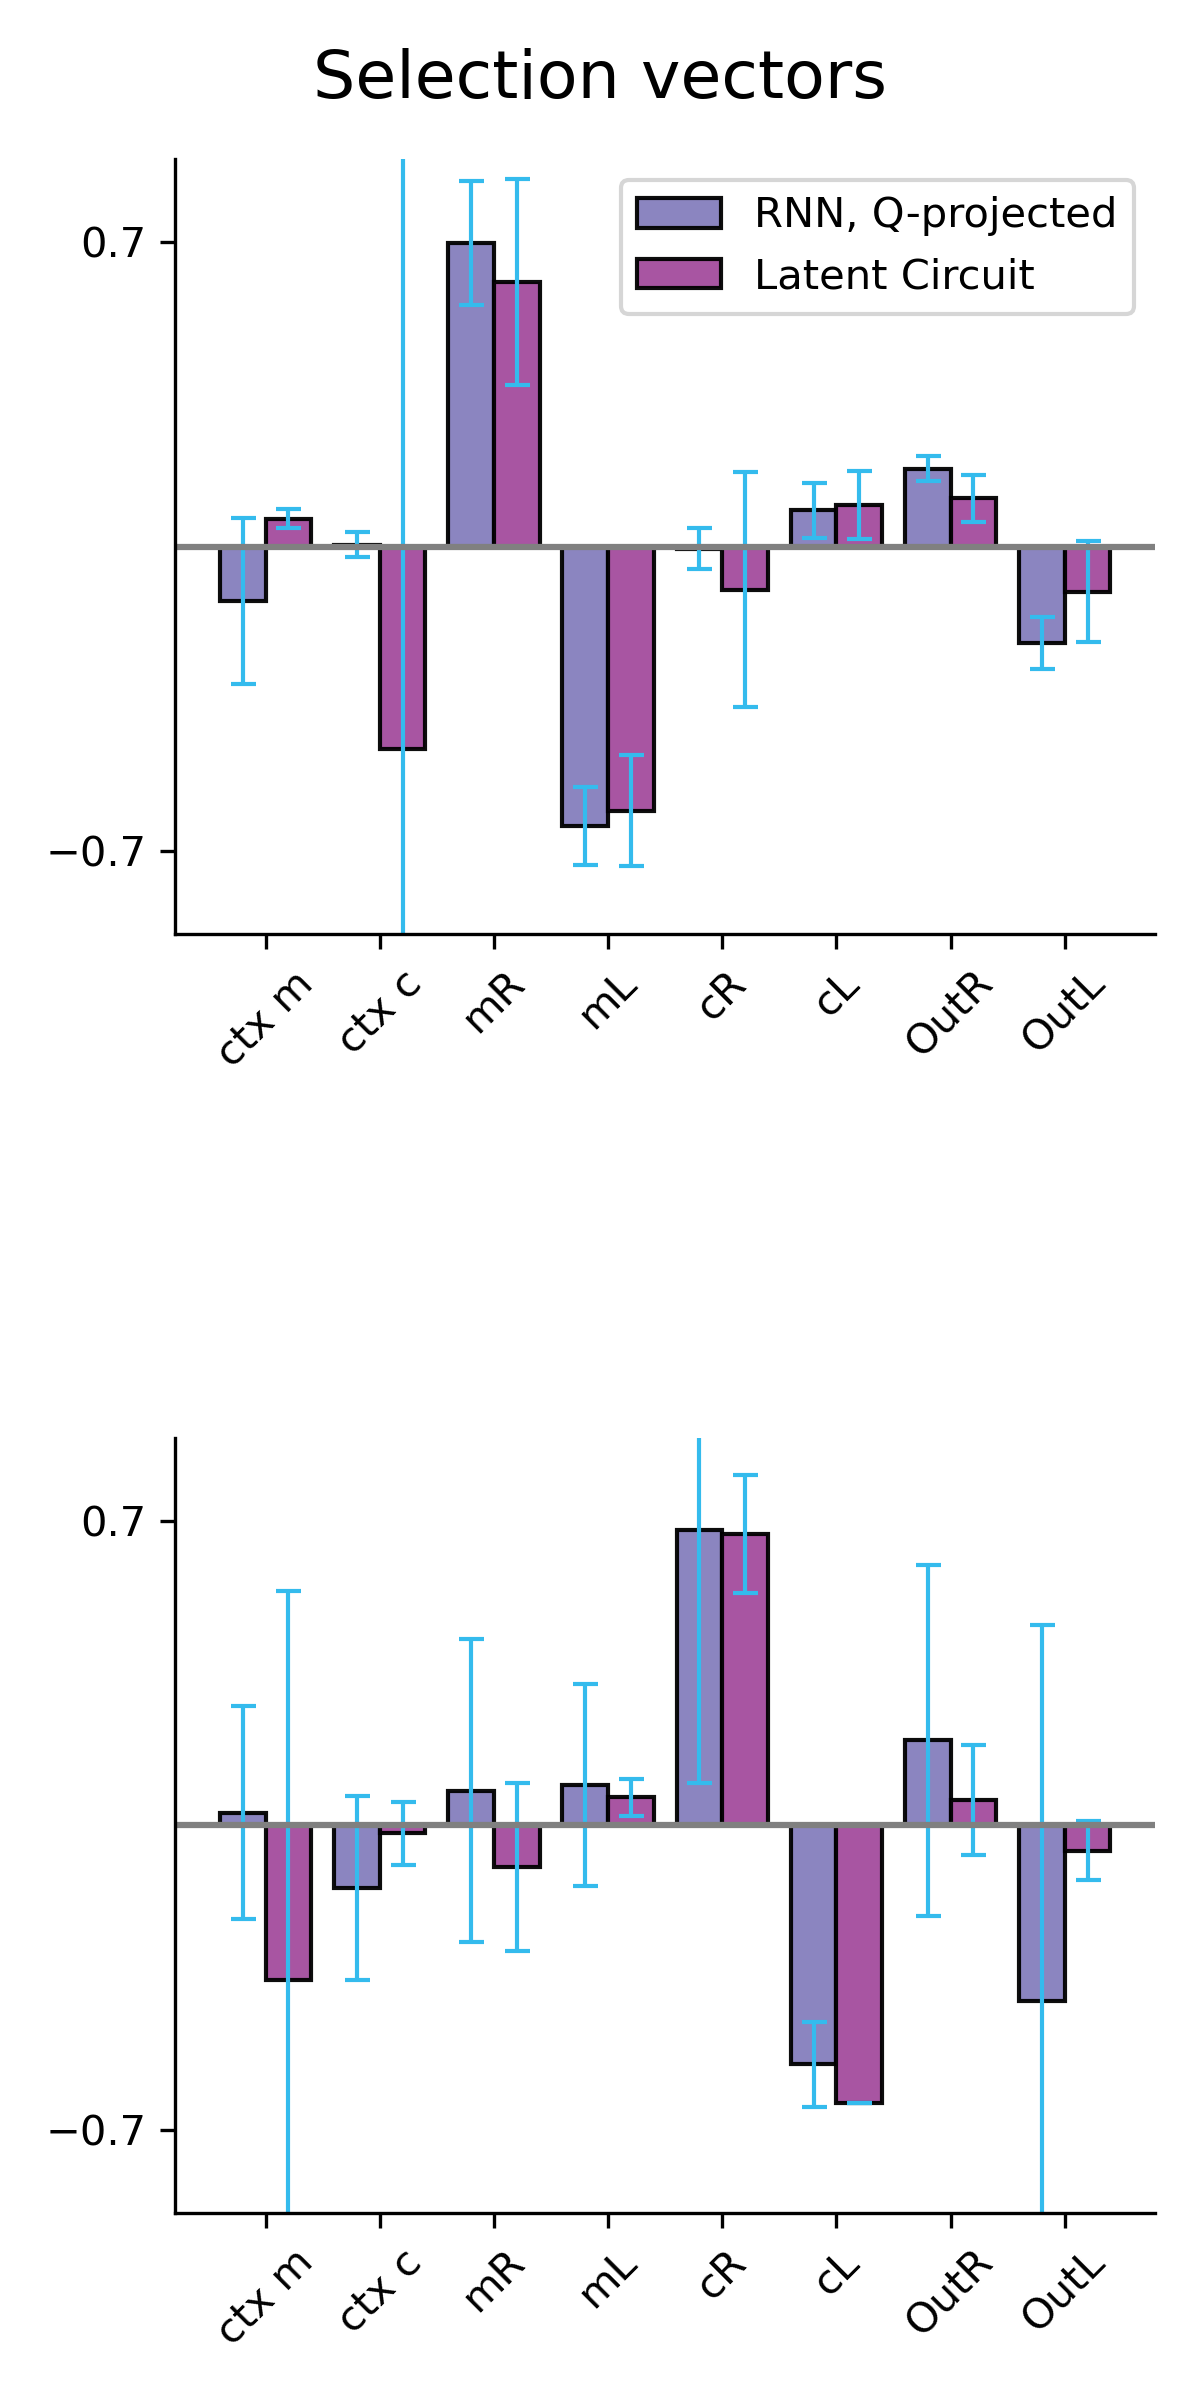 Selection vectors
RNN, Q-projected
Latent Circuit
0.7
−0.7
ctx m
ctx c
mR
mL
cR
cL
OutR
OutL
0.7
−0.7
ctx m
ctx c
mR
mL
cR
cL
OutR
OutL